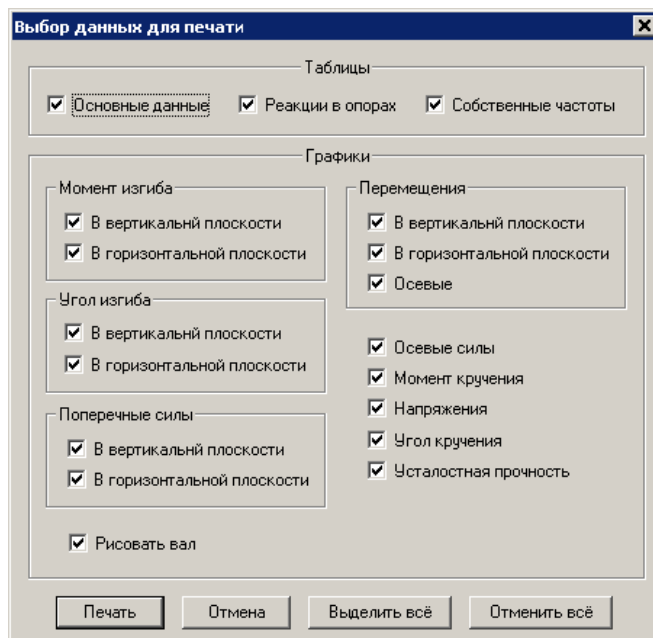 Выбор данных для печати
Таблицы
Основные данные Реакции в опорах Собственные частоты
Графики
Момент изгиба
В вертикальнй плоскости
В горизонтальной плоскости
Угол изгиба
В вертикальнй плоскости
В горизонтальной плоскости
Поперечные силы
В вертикальнй плоскости
В горизонтальной плоскости
Рисовать вал
Перемещения
В вертикальнй плоскости
В горизонтальной плоскости
Осевые
Осевые силы
Момент кручения
Напряжения
Угол кручения
Усталостная прочность
Печать Отмена Выделить всё Отменить всё